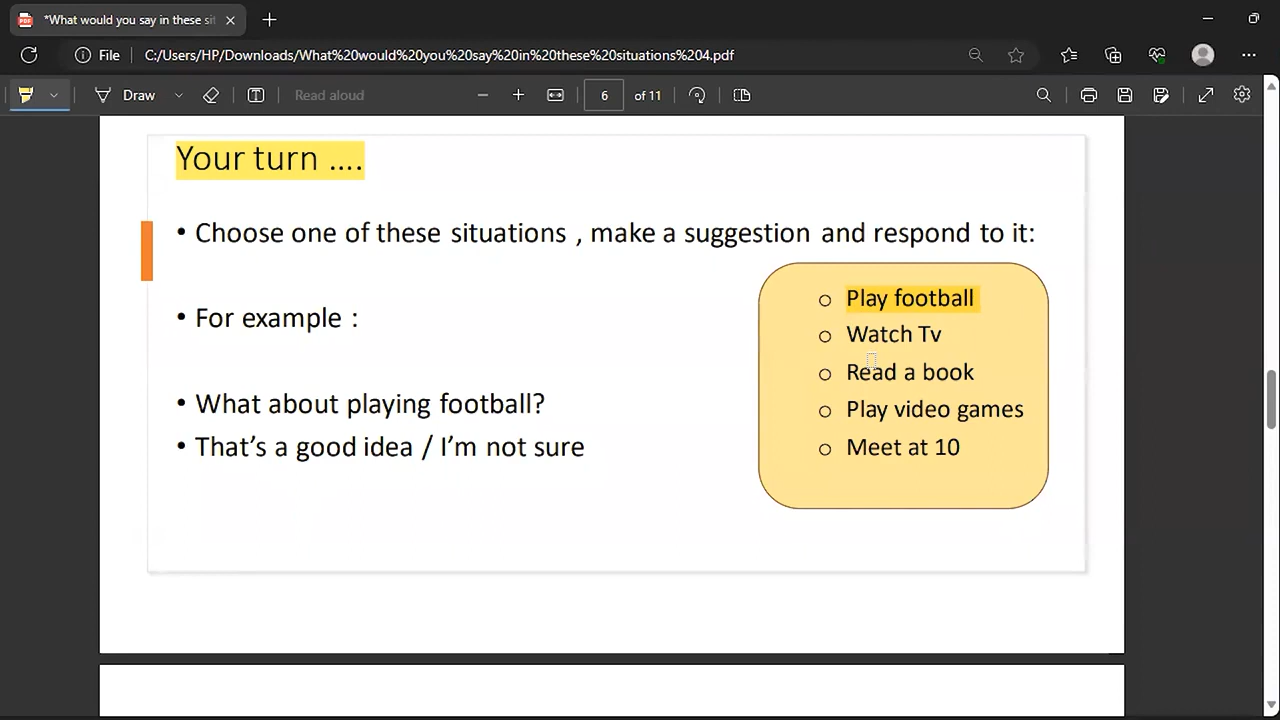 *What would you say in these sit
File
C:/Users/HP/Downloads/What%20would%20you%20say%20in%20these%20situations%204.pdf
Draw
Read aloud
6 of 11
Your turn ....
• Choose one of these situations , make a suggestion and respond to it:
• For example :
• What about playing football?
• That's a good idea / I'm not sure
o Play football
o Watch Tv
o Read a book
o Play video games
o Meet at 10